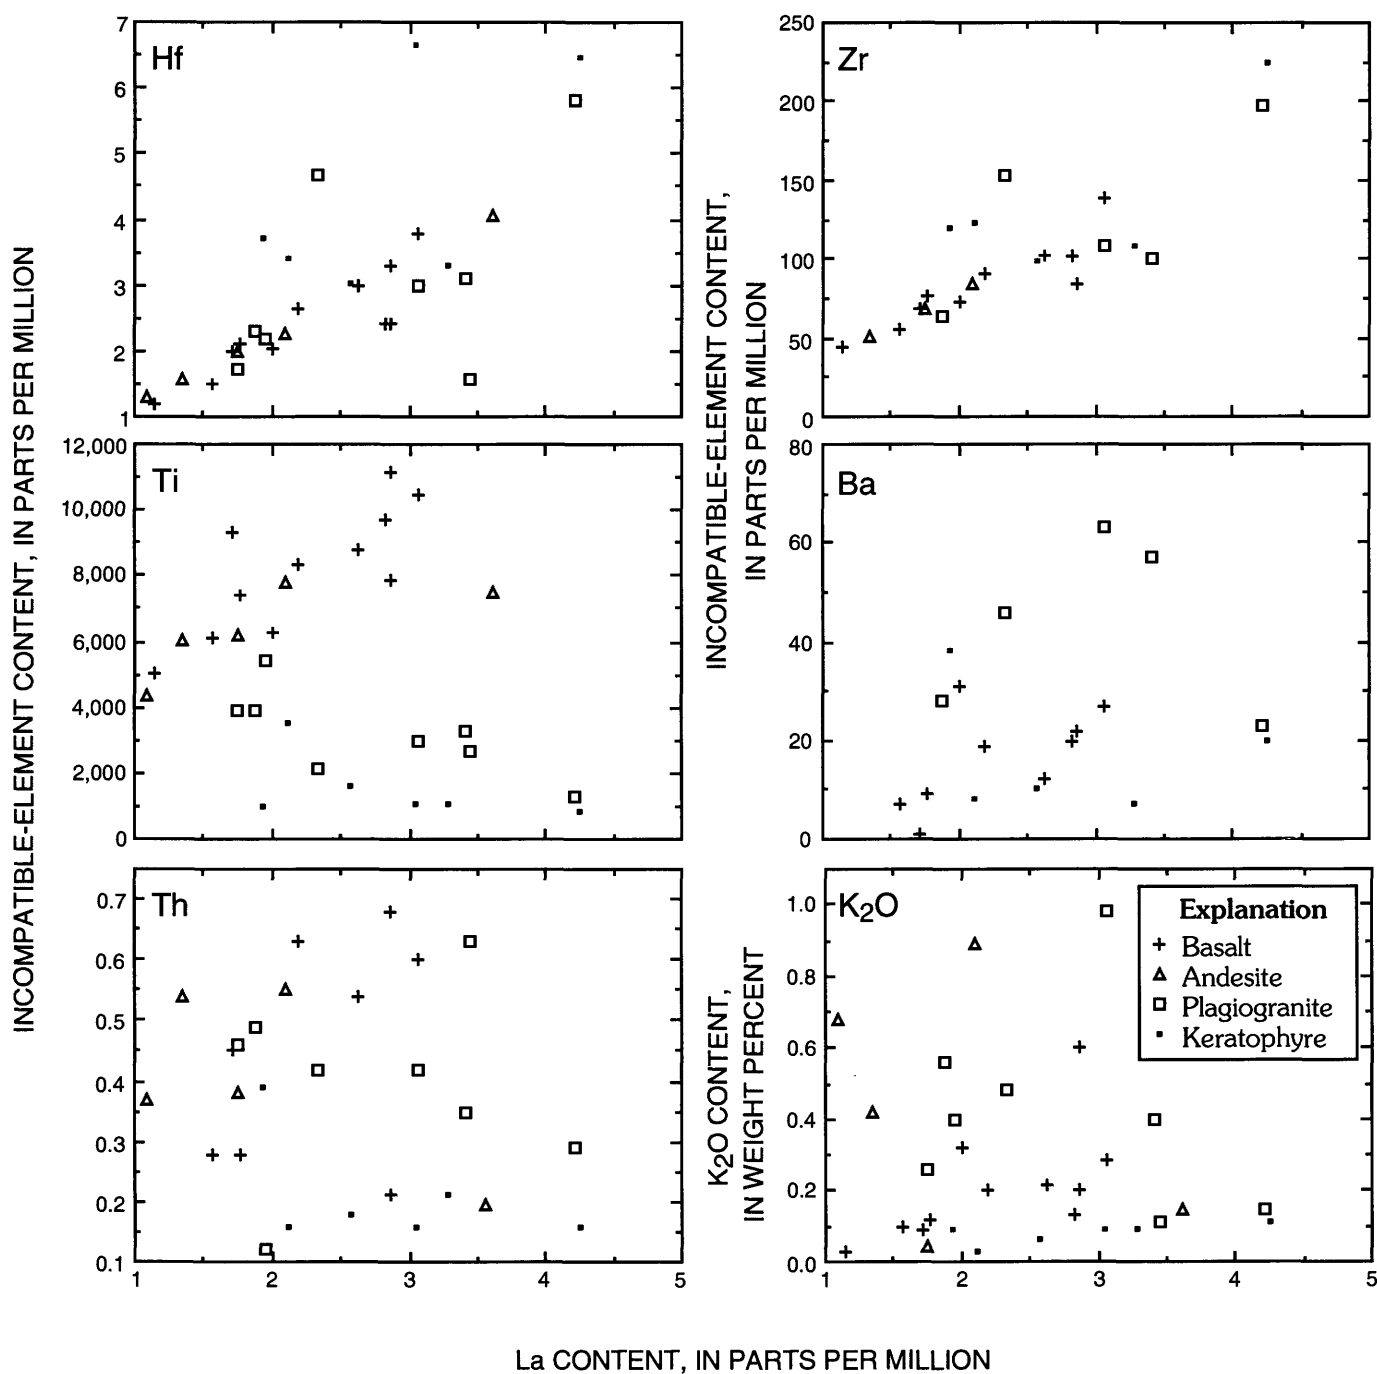 INCOMPATIBLE-ELEMENT CONTENT, IN PARTS PER MILLION
Hf
7
6
5
4
3
2
1
Ti
12,000
10,000
8,000
6,000
4,000
2,000
0
Th
0.7
0.6
0.5
0.4
0.3
0.2
0.1
1 2 3 4 5
INCOMPATIBLE-ELEMENT CONTENT,
IN PARTS PER MILLION
Zr
250
200
150
100
50
0
Ba
80
60
40
20
0
K2O CONTENT,
IN WEIGHT PERCENT
K2O
1.0
0.8
0.6
0.4
0.2
0.0
1 2 3 4 5
Explanation
Basalt
Andesite
Plagiogranite
Keratophyre
La CONTENT, IN PARTS PER MILLION